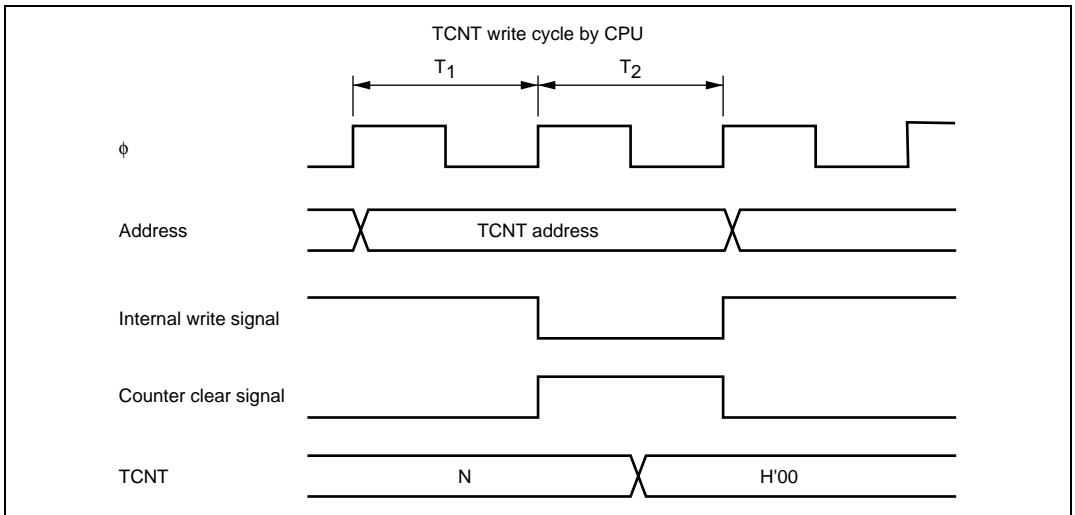 TCNT write cycle by CPU
T1 T2
φ
Address TCNT address
Internal write signal
Counter clear signal
TCNT N H'00